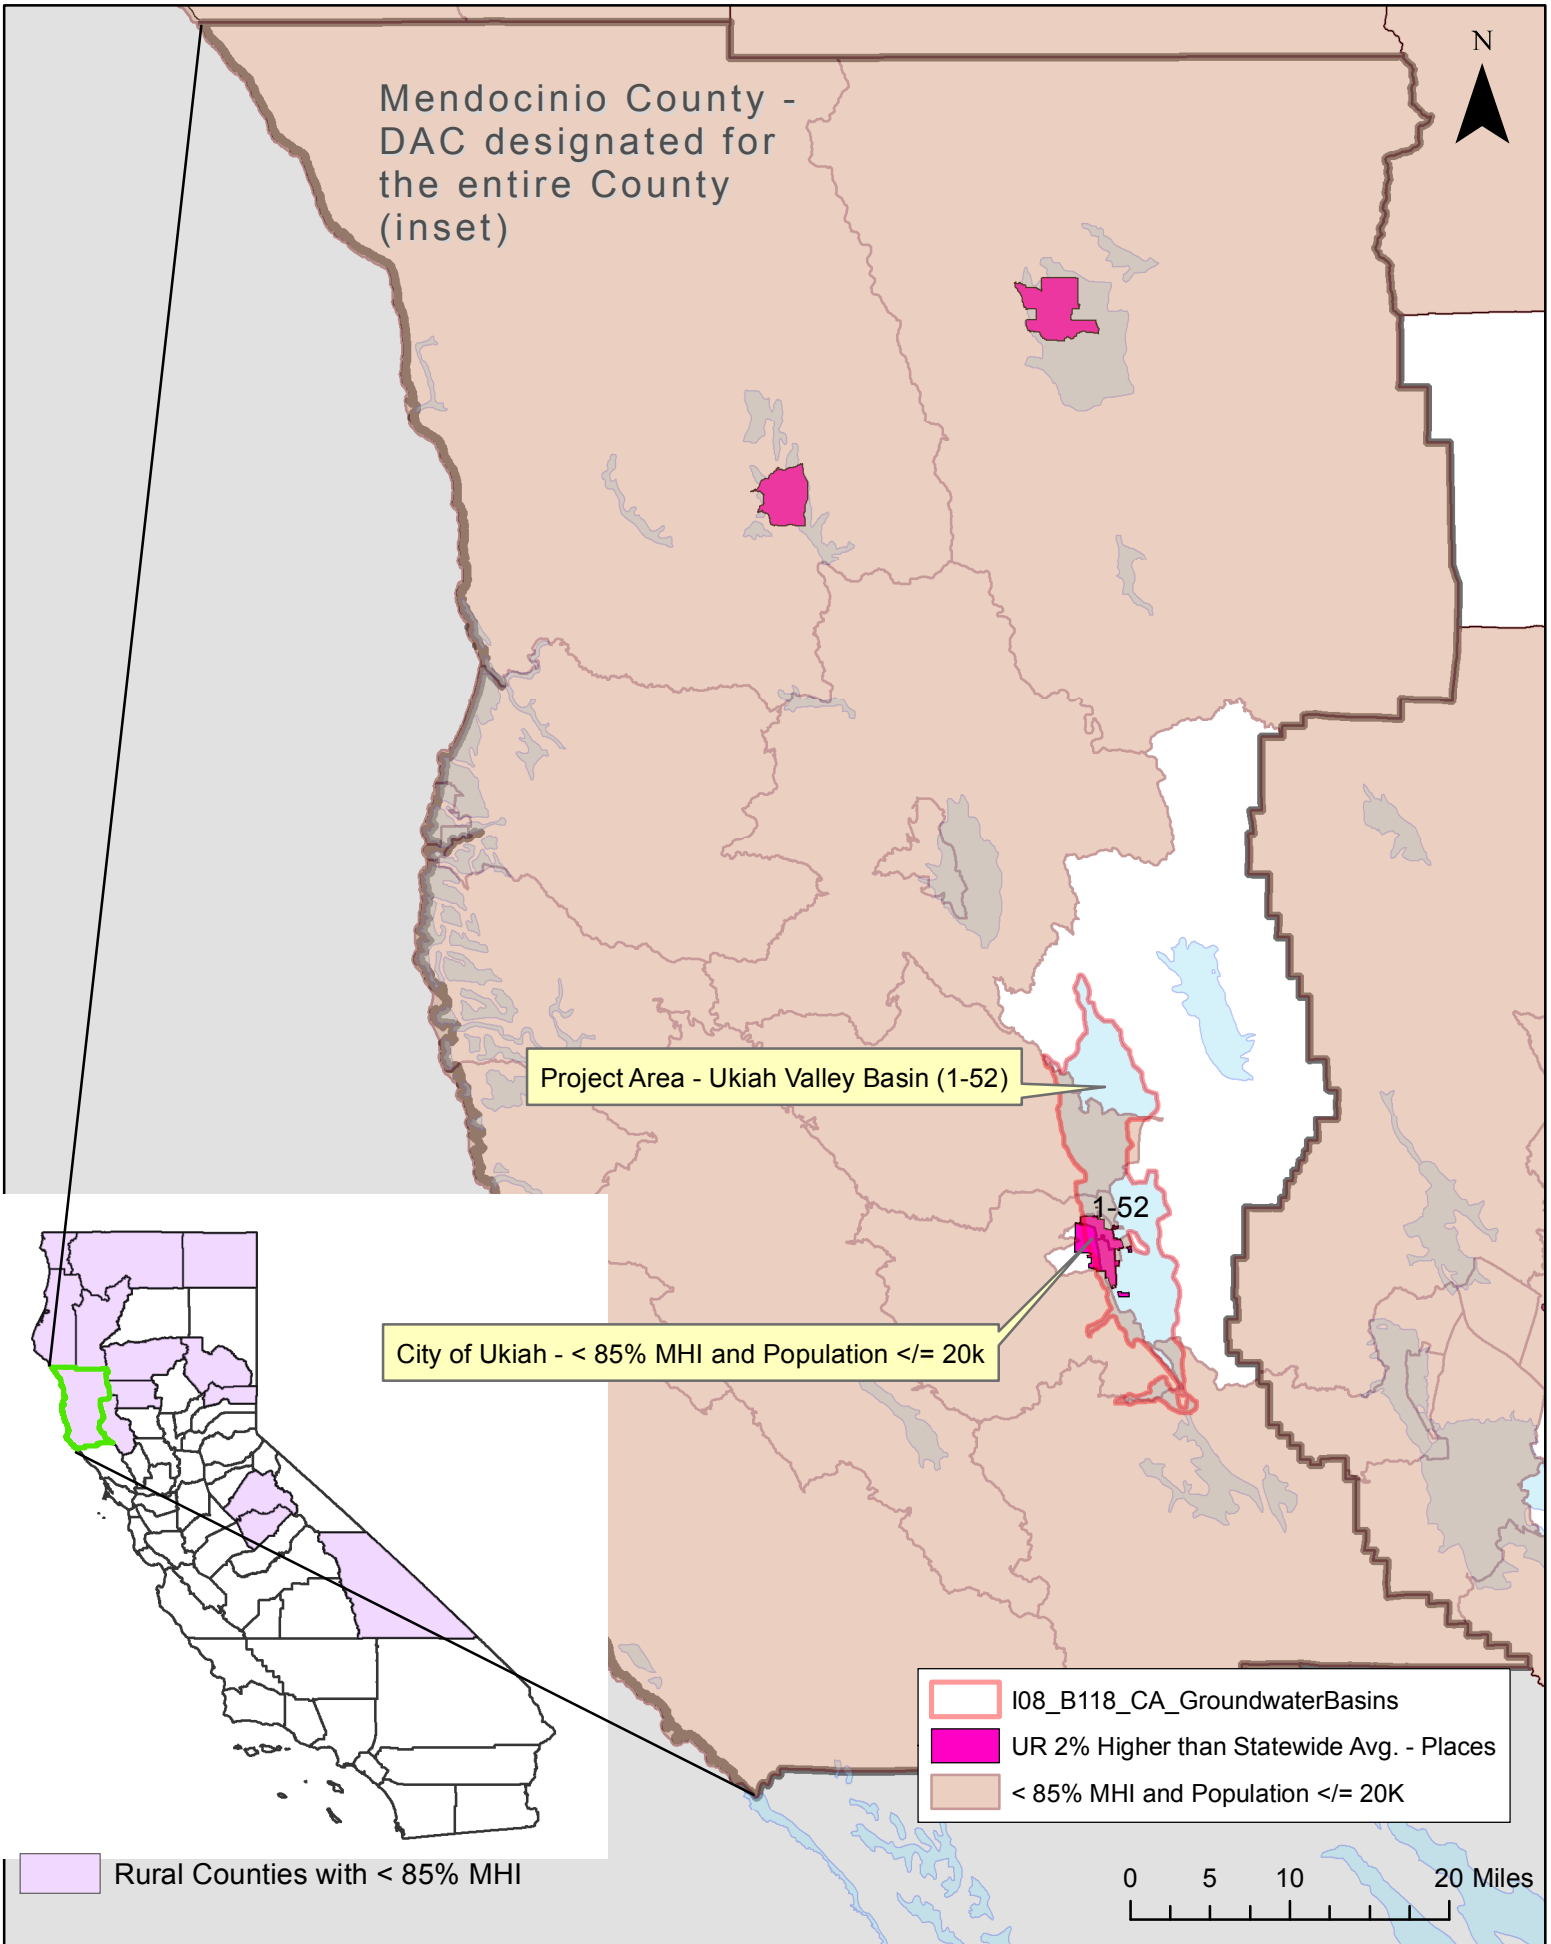 N
Mendocinio County -
DAC designated for
the entire County
(inset)
Project Area - Ukiah Valley Basin (1-52)
1-52
City of Ukiah - < 85% MHI and Population </= 20k
I08_B118_CA_GroundwaterBasins
UR 2% Higher than Statewide Avg. - Places
< 85% MHI and Population </= 20K
Rural Counties with < 85% MHI
0 5 10 20 Miles